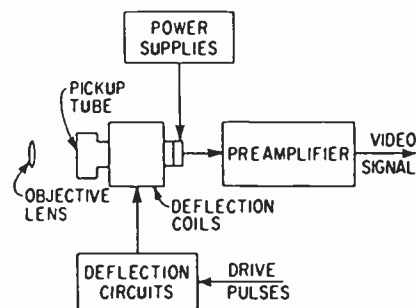 POWER
SUPPLIES
PICKUP
TUBE
OBJECTIVE
LENS
PREAMPLIFIER
VIDEO
SIGNAL
DEFLECTION
COILS
DEFLECTION
CIRCUITS
DRIVE
PULSES